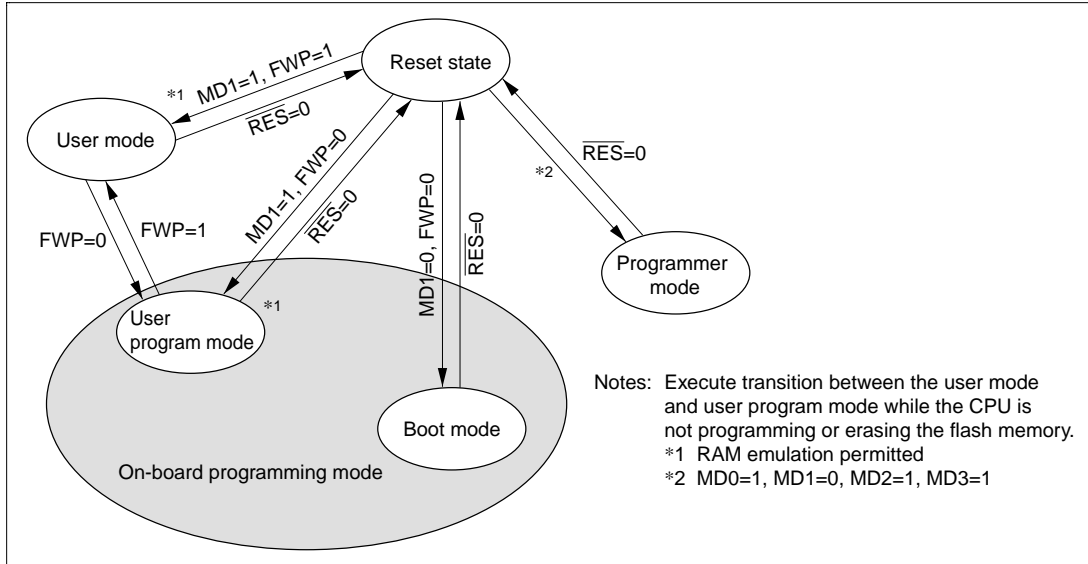 Reset state
*1 MD1=1, FWP=1
RES=0
User mode
MD1=1, FWP=0
RES=0
MD1=0, FWP=0
RES=0
*2
RES=0
FWP=0
FWP=1
Programmer
mode
User
program mode
*1
Boot mode
On-board programming mode
Notes: Execute transition between the user mode
and user program mode while the CPU is
not programming or erasing the flash memory.
*1 RAM emulation permitted
*2 MD0=1, MD1=0, MD2=1, MD3=1